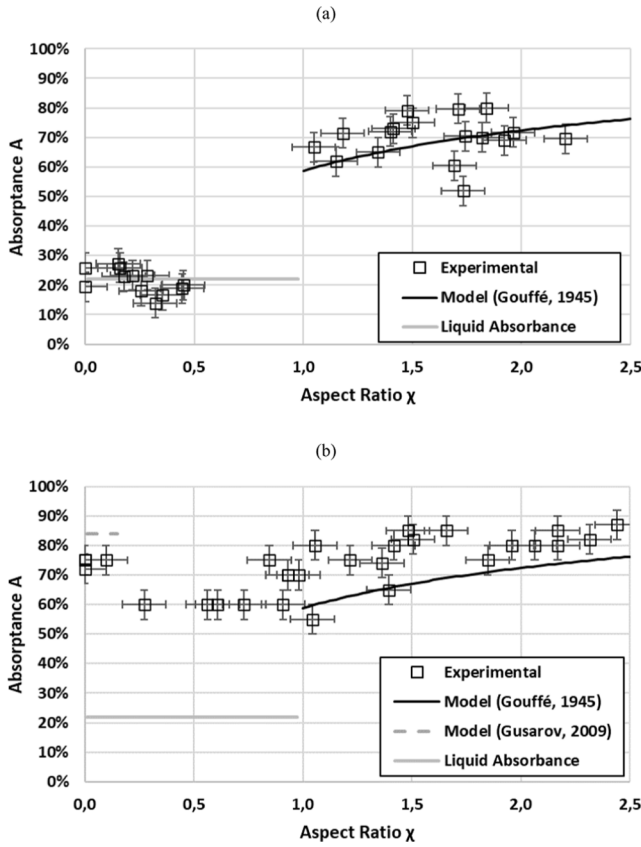 (a)
100%
90%
80%
70%
60%
50%
40%
30%
20%
10%
0%
Absorptance A
Experimental
Model (Gouffé, 1945)
Liquid Absorbance
0,0 0,5 1,0 1,5 2,0 2,5
Aspect Ratio χ
(b)
100%
90%
80%
70%
60%
50%
40%
30%
20%
10%
0%
Absorptance A
Experimental
Model (Gouffé, 1945)
Model (Gusarov, 2009)
Liquid Absorbance
0,0 0,5 1,0 1,5 2,0 2,5
Aspect Ratio χ